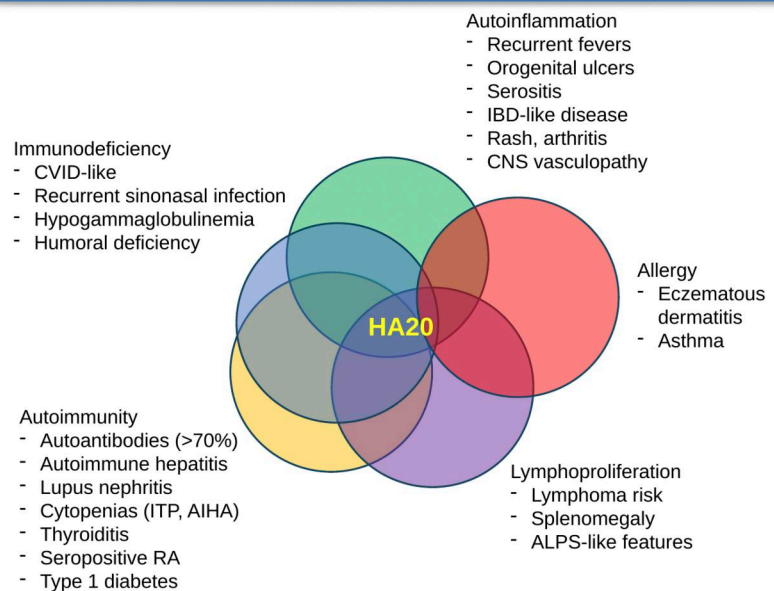 Autoinflammation
- Recurrent fevers
- Orogenital ulcers
- Serositis
- IBD-like disease
- Rash, arthritis
- CNS vasculopathy
Immunodeficiency
- CVID-like
- Recurrent sinonasal infection
- Hypogammaglobulinemia
- Humoral deficiency
Allergy
- Eczematous
dermatitis
- Asthma
HA20
Autoimmunity
- Autoantibodies (>70%)
- Autoimmune hepatitis
- Lupus nephritis
- Cytopenias (ITP, AIHA)
- Thyroiditis
- Seropositive RA
- Type 1 diabetes
Lymphoproliferation
- Lymphoma risk
- Splenomegaly
- ALPS-like features